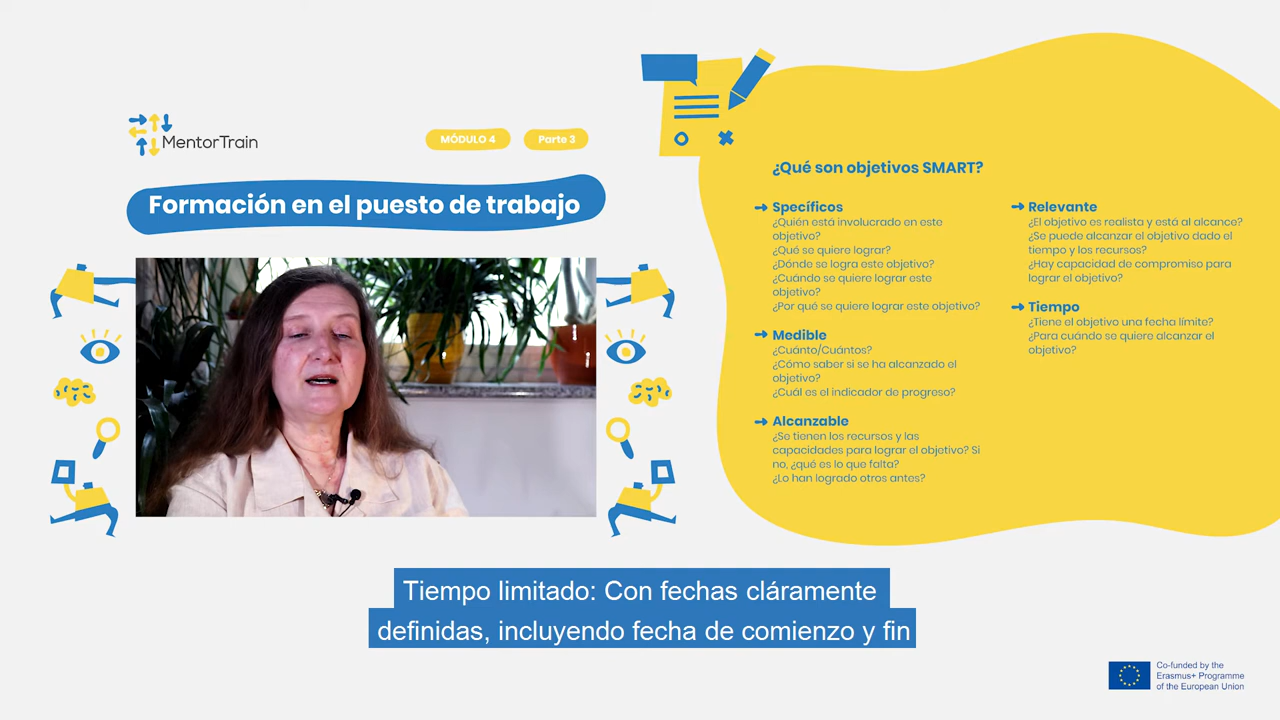 MentorTrain
MÓDULO 4
Parte 3
Formación en el puesto de trabajo
¿Qué son objetivos SMART?
Específicos
¿Quién está involucrado en este
objetivo?
¿Qué se quiere lograr?
¿Dónde se logra este objetivo?
¿Cuándo se quiere lograr este
objetivo?
¿Por qué se quiere lograr este objetivo?
Medible
¿Cuánto/Cuántos?
¿Cómo saber si se ha alcanzado el
objetivo?
¿Cuál es el indicador de progreso?
Alcanzable
¿Se tienen los recursos y las
capacidades para lograr el objetivo? Si
no, ¿qué es lo que falta?
¿Lo han logrado otros antes?
Relevante
¿El objetivo es realista y está al alcance?
¿Se puede alcanzar el objetivo dado el
tiempo y los recursos?
¿Hay capacidad de compromiso para
lograr el objetivo?
Tiempo
¿Tiene el objetivo una fecha límite?
¿Para cuándo se quiere alcanzar el
objetivo?
Tiempo limitado: Con fechas cláramente
definidas, incluyendo fecha de comienzo y fin
Co-funded by the
Erasmus+ Programme
of the European Union